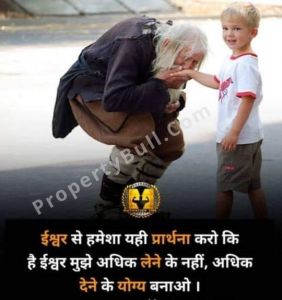 PropertyBull.Com
ईश्वर से हमेशा यही प्रार्थना करो कि
है ईश्वर मुझे अधिक लेने के नहीं, अधिक
देने के योग्य बनाओ ।